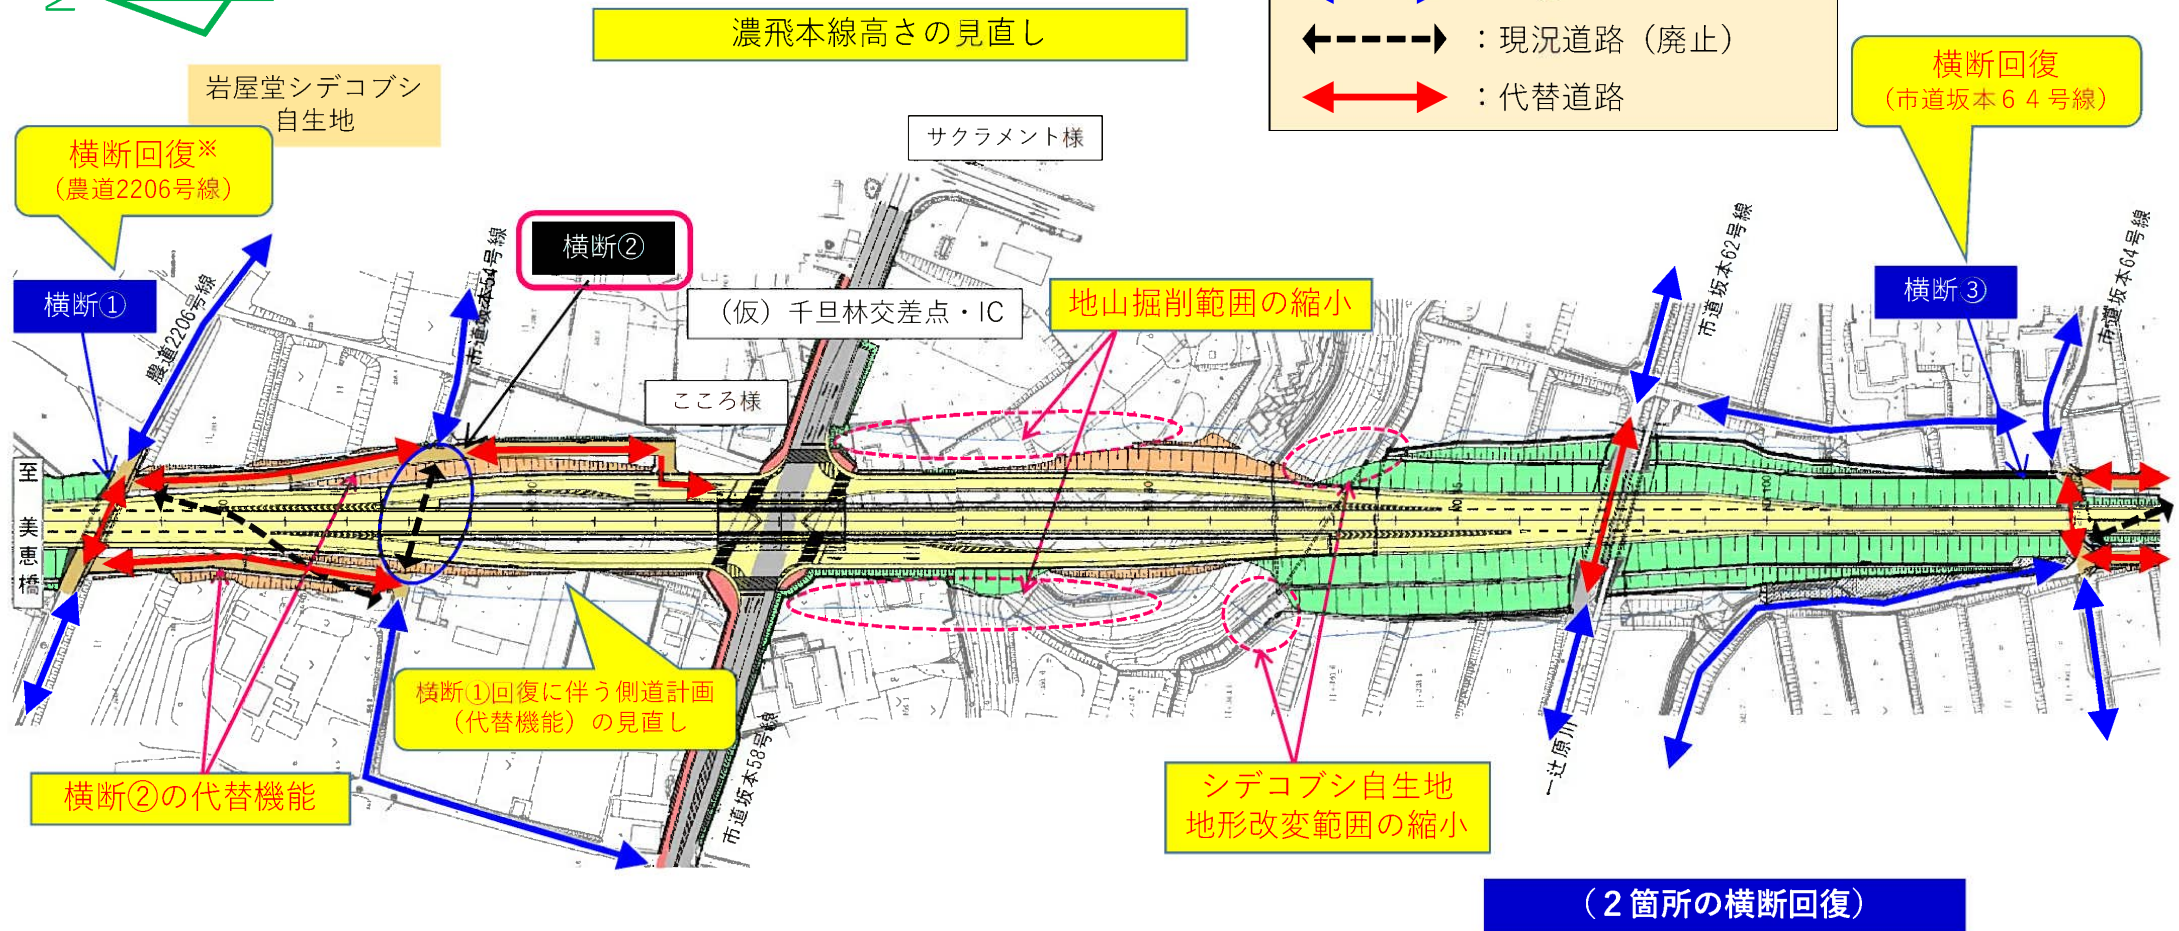 濃飛本線高さの見直し
：現況道路（廃止）
：代替道路
横断回復
（市道坂本６４号線）
岩屋堂シデコブシ
自生地
サクラメント様
横断回復※
（農道2206号線）
横断②
横断①
（仮）千旦林交差点・IC
地山掘削範囲の縮小
横断③
農道2206号線
市道坂本54号線
市道坂本62号線
市道坂本64号線
こころ様
至 美恵橋
横断①回復に伴う側道計画
（代替機能）の見直し
横断②の代替機能
市道坂本58号線
一辻原川
シデコブシ自生地
地形改変範囲の縮小
（２箇所の横断回復）